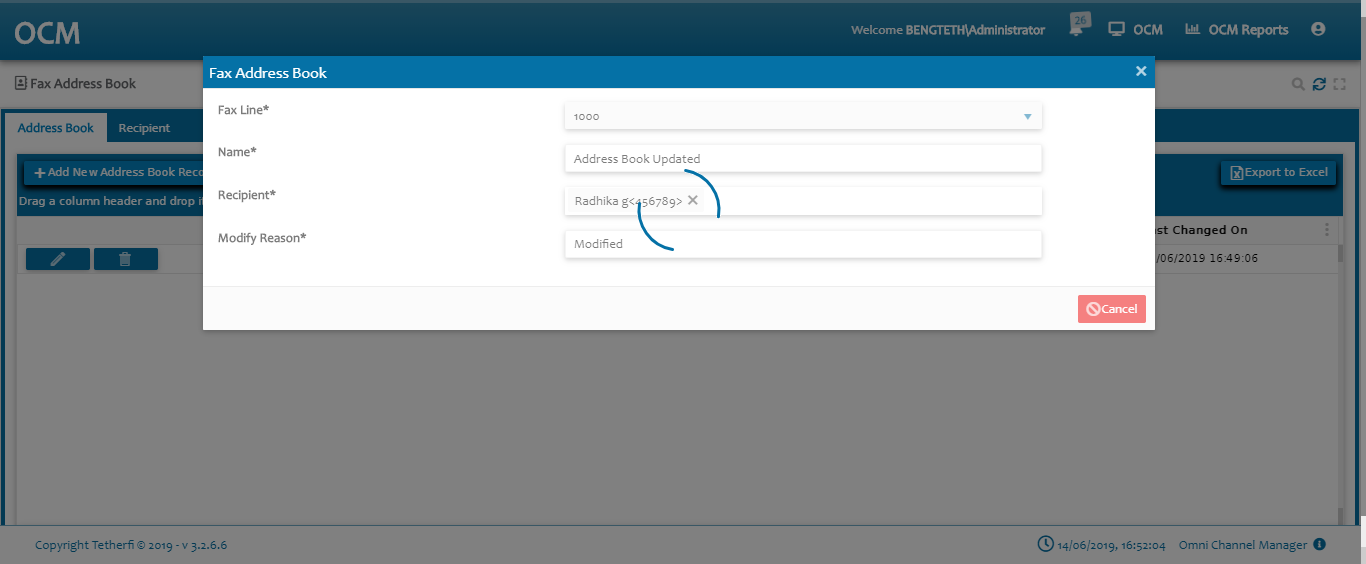 OCM
Welcome BENGTETH\Administrator
26
OCM
OCM Reports
Fax Address Book
Fax Address Book
Fax Line*
1000
Address Book
Recipient
Name*
Address Book Updated
Add New Address Book
Export to Excel
Recipient*
Radhika g<456789>
Drag a column header and drop
Modify Reason*
Modified
Changed On
/06/2019 16:49:06
Cancel
Copyright Tetherfi © 2019 - v 3.2.6.6
14/06/2019, 16:52:04
Omni Channel Manager